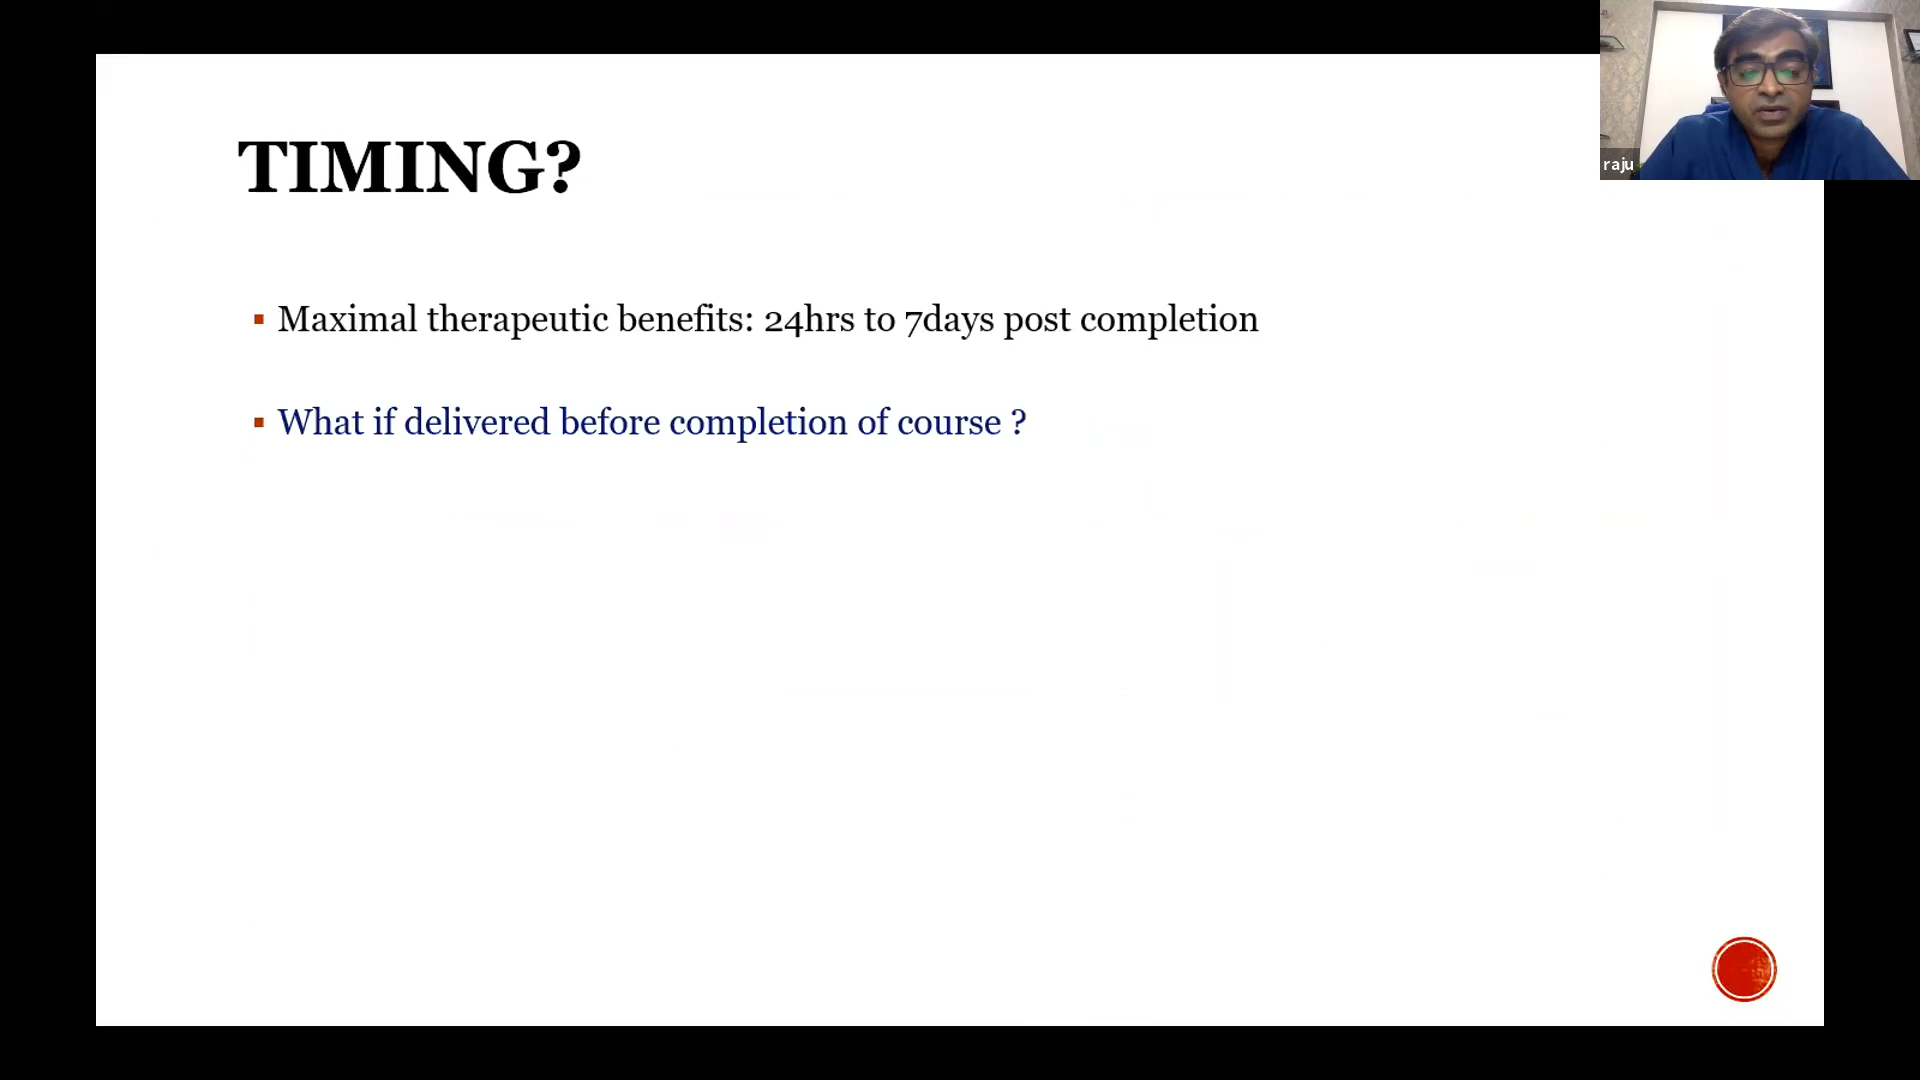 TIMING?
Maximal therapeutic benefits: 24hrs to 7days post completion
What if delivered before completion of course ?
raju